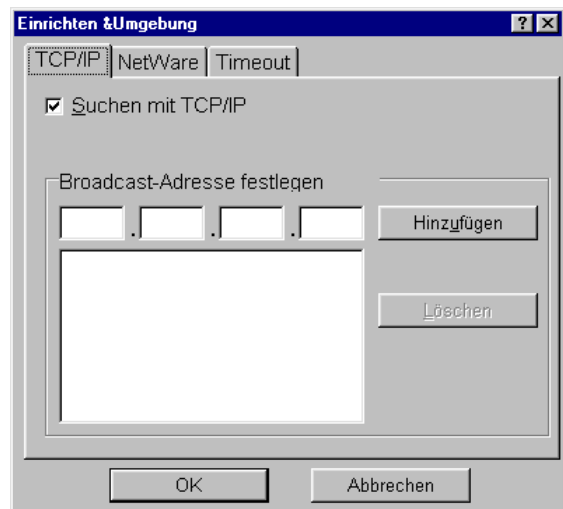 Einrichten &Umgebung
TCP/IP NetWare Timeout
Suchen mit TCP/IP
Broadcast-Adresse festlegen
. . . Hinzufügen
Löschen
OK Abbrechen